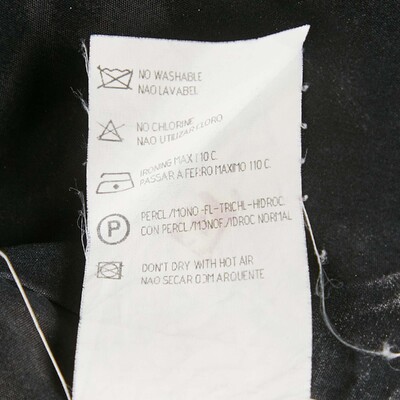 NO WASHABLE
NAO LAVABEL
NO CHLORINE
NAO UTILIZAR CLORO
IRONING MAX 110 C.
PASSAR A FERRO MAXIMO 110 C.
P
PERCL/MONO-FL-TRICHL-HIDROC.
CON PERCL/MONOF/IDROC NORMAL
DON'T DRY WITH HOT AIR
NAO SECAR COM ARQUENTE